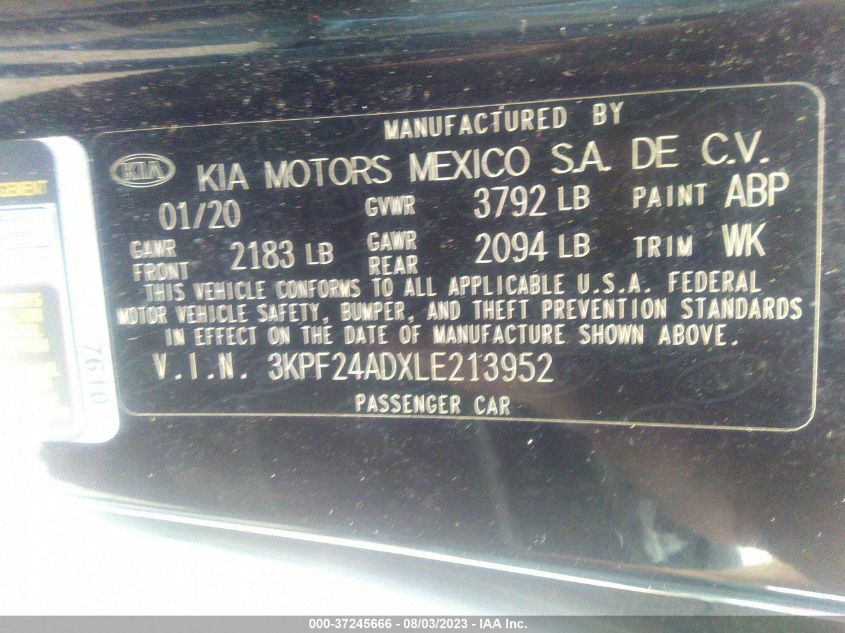 MANUFACTURED BY
KIA KIA MOTORS MEXICO S.A. DE C.V.
01/20 GVWR 3792 LB PAINT ABP
GAWR FRONT 2183 LB GAWR REAR 2094 LB TRIM WK
THIS VEHICLE CONFORMS TO ALL APPLICABLE U.S.A. FEDERAL
MOTOR VEHICLE SAFETY, BUMPER, AND THEFT PREVENTION STANDARDS
IN EFFECT ON THE DATE OF MANUFACTURE SHOWN ABOVE.
V.I.N. 3KPF24ADXLE213952
PASSENGER CAR
7610
000-37245666 - 08/03/2023 - IAA Inc.